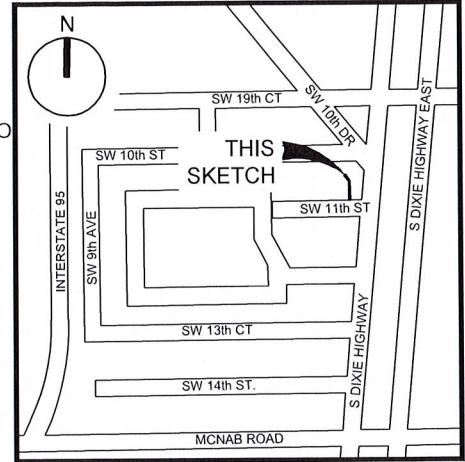 N
O
SW 19th CT
SW 10th DR
SW 10th ST
THIS
SKETCH
SW 11th ST
S DIXIE HIGHWAY EAST
INTERSTATE 95
SW 9th AVE
SW 13th CT
S DIXIE HIGHWAY
SW 14th ST.
MCNAB ROAD